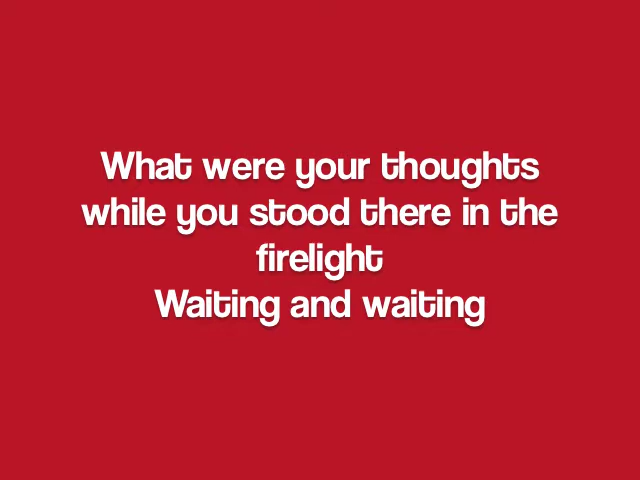 What were your thoughts
while you stood there in the
firelight
Waiting and waiting